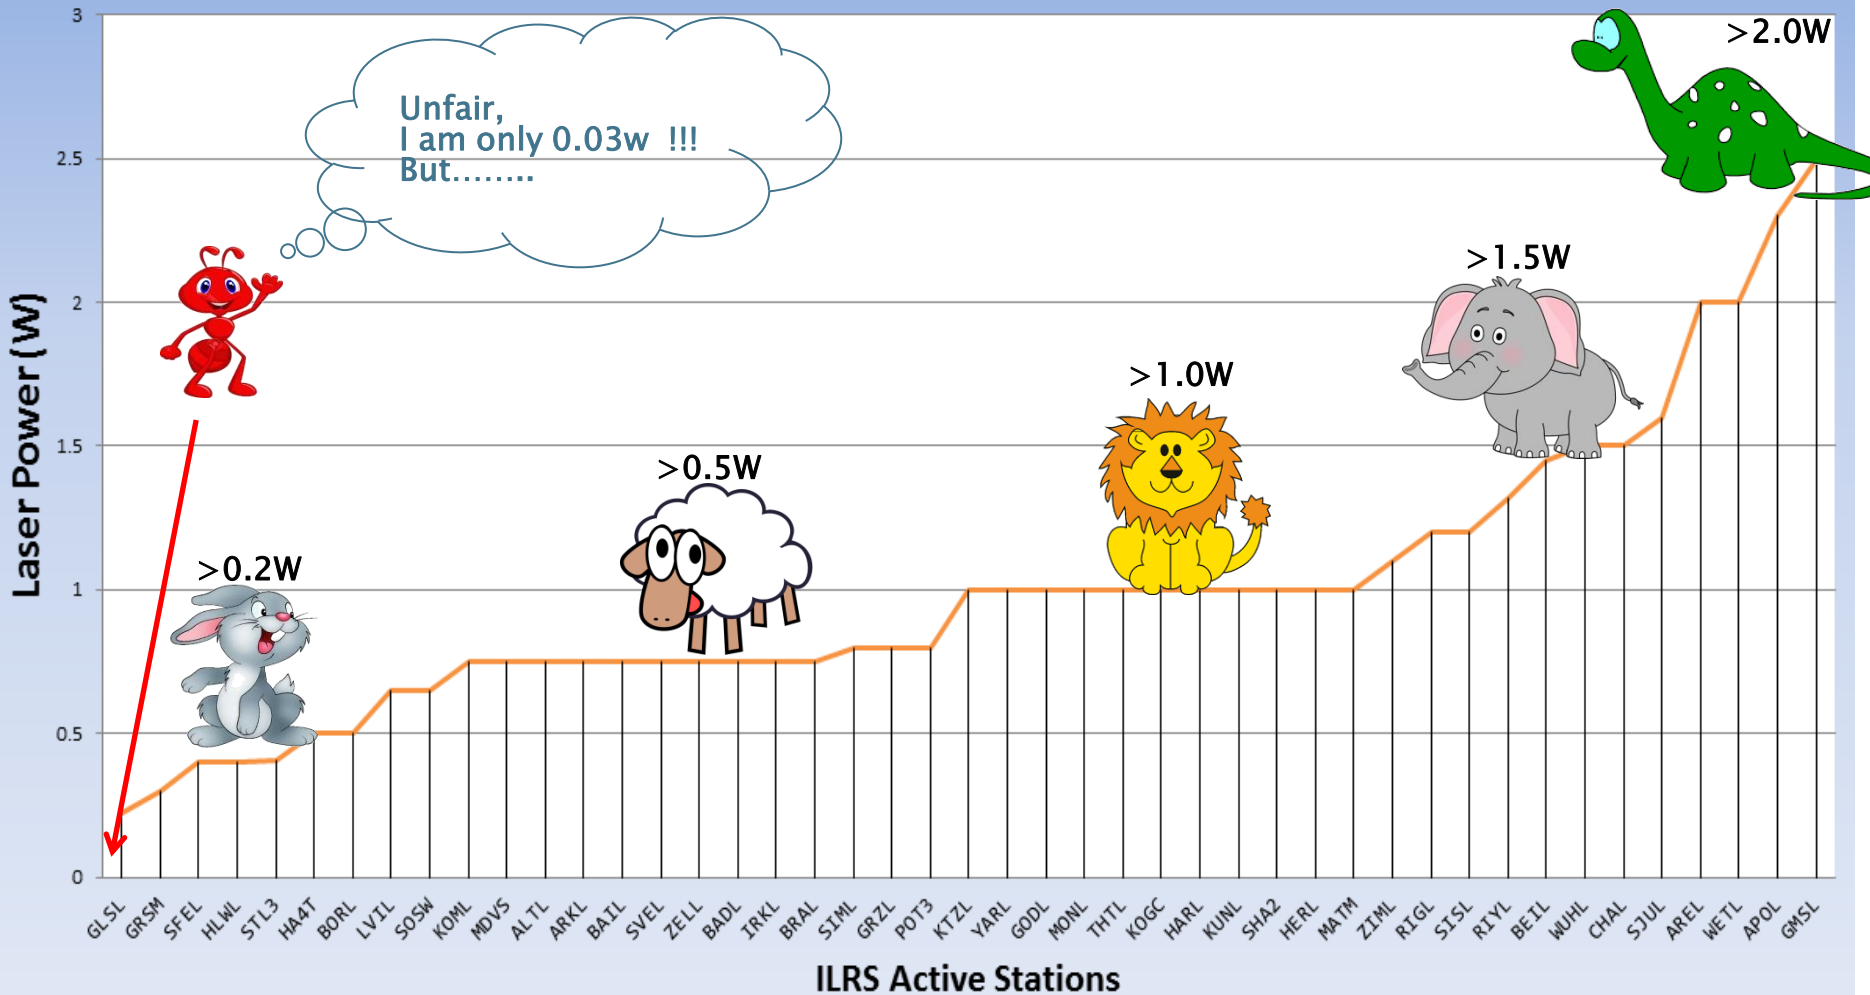 3
2.5
2
1.5
1
0.5
0
Laser Power (W)
Unfair,
I am only 0.03w  !!!
But........
>0.2W
>0.5W
>1.0W
>1.5W
>2.0W
GLSL
GRSM
SFEL
HLWL
STL3
HA4T
BORL
LVIL
SOSW
KOML
MDVS
ALTL
ARKL
BAIL
SVEL
ZELL
BADL
IRKL
BRAL
SIML
GRZL
POT3
KTZL
YARL
GODL
MONL
THTL
KOGC
HARL
KUNL
SHA2
HERL
MATM
ZIML
RIGL
SISL
RIYL
BEIL
WUHL
CHAL
SJUL
AREL
WETL
APOL
GMSL
ILRS Active Stations